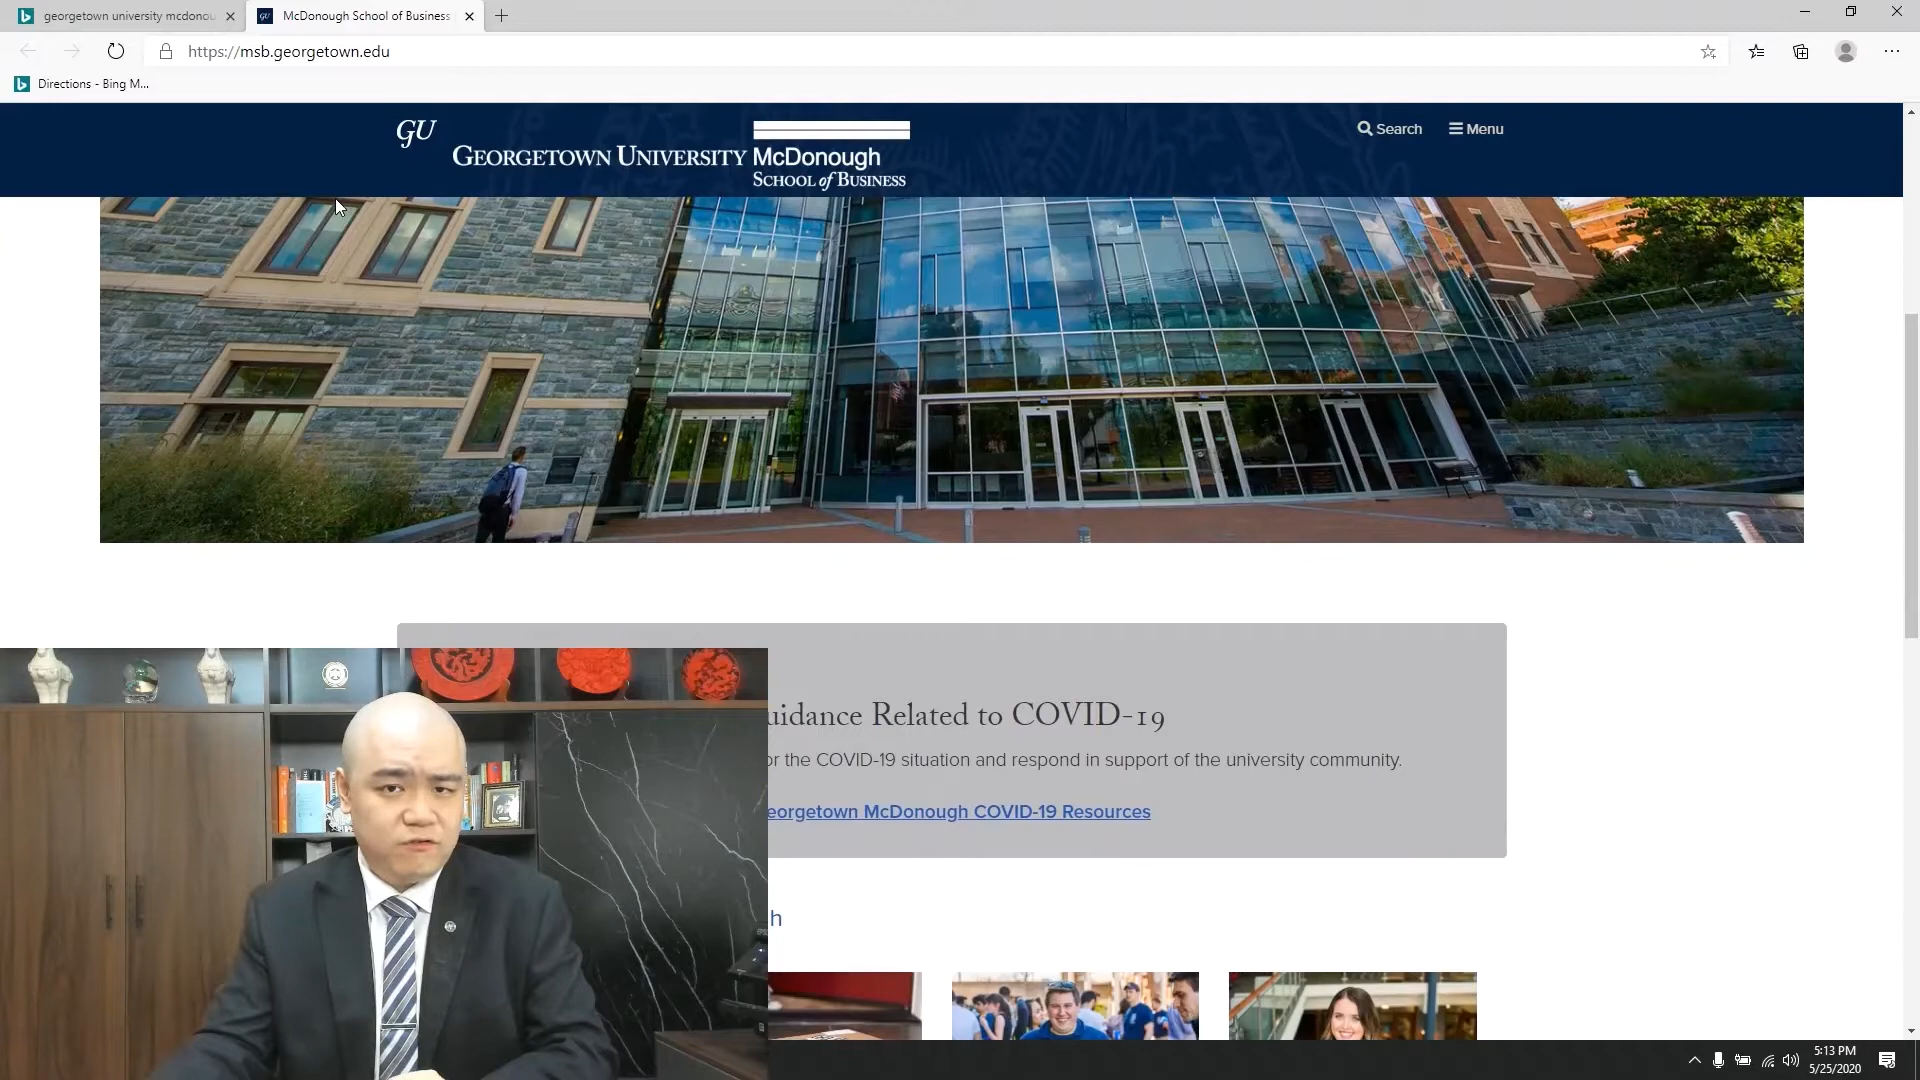 georgetown university mcdonou
McDonough School of Business
https://msb.georgetown.edu
Directions - Bing M...
GU
GEORGETOWN UNIVERSITY
McDonough
SCHOOL of BUSINESS
Search
Menu
uidance Related to COVID-19
or the COVID-19 situation and respond in support of the university community.
eorgetown McDonough COVID-19 Resources
h
5:13 PM
5/25/2020